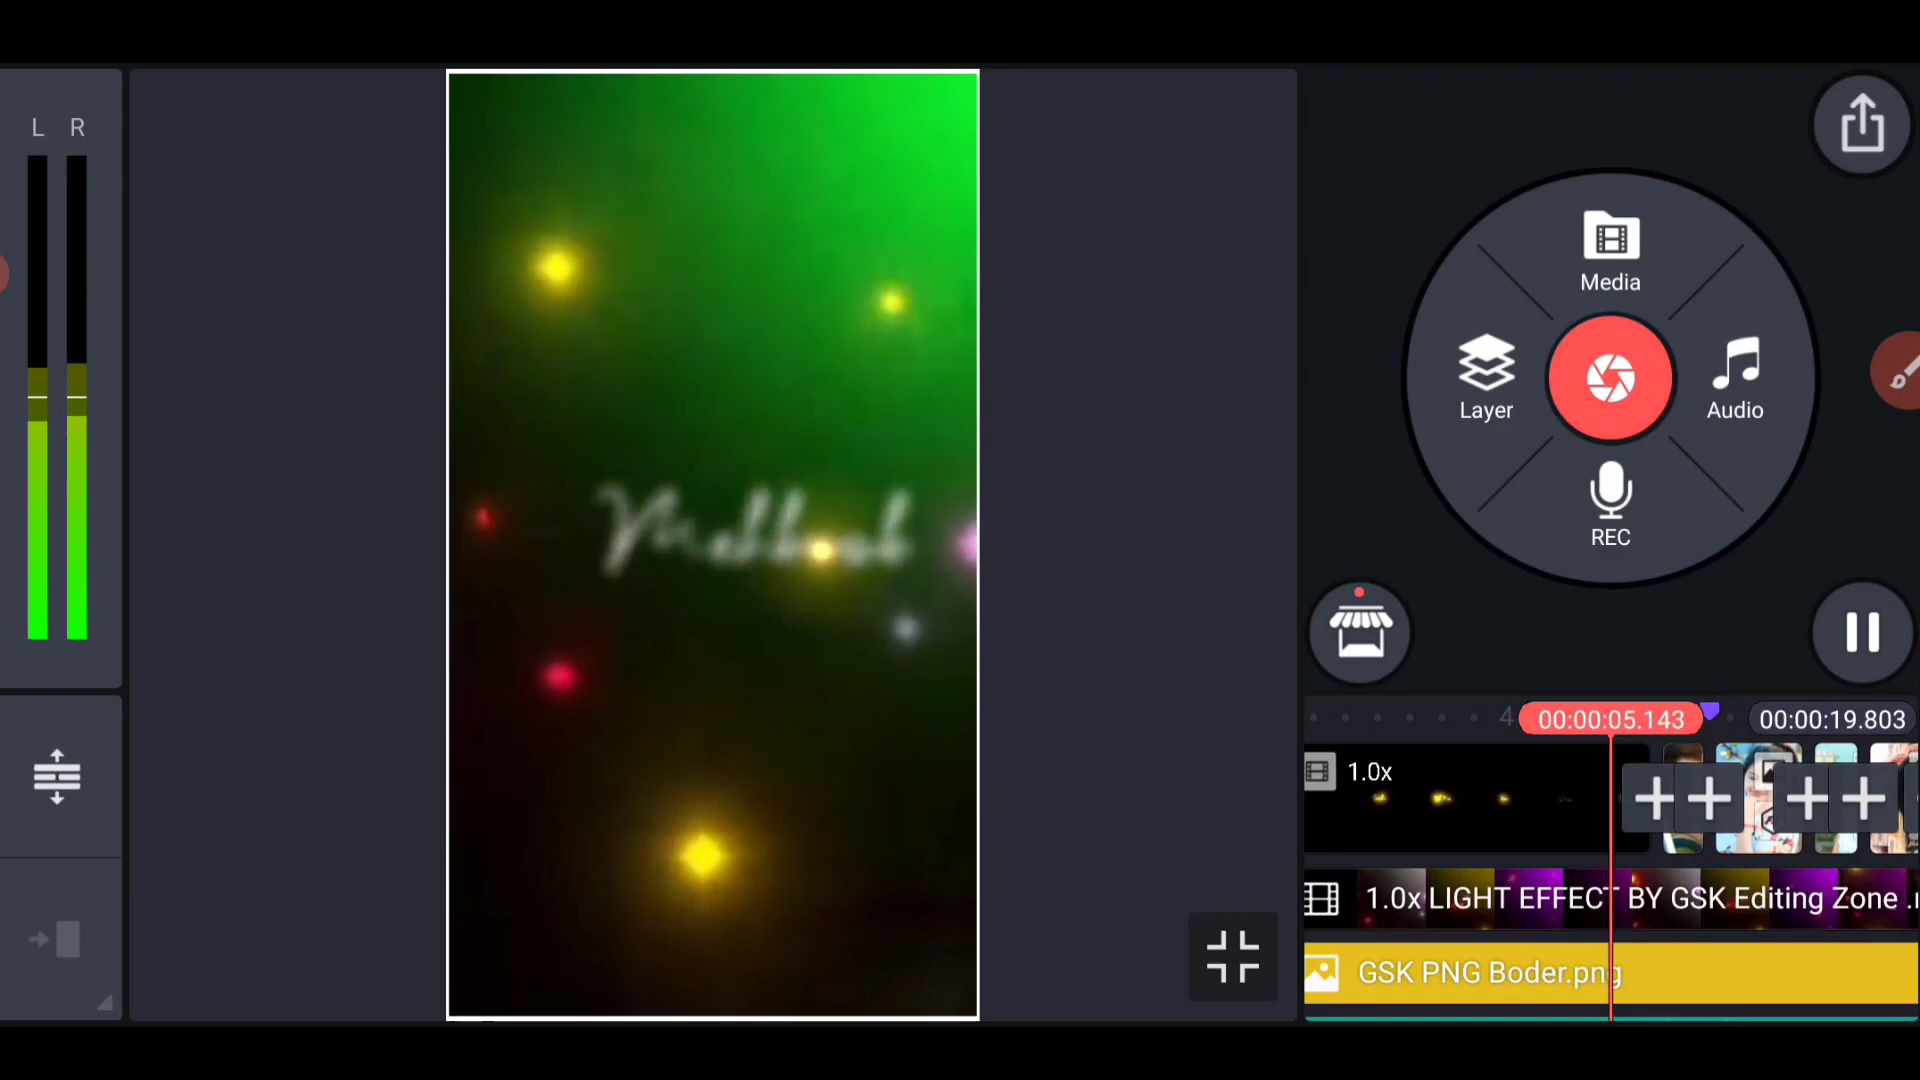 L R
Media
Layer
Audio
REC
4
00:00:05.143
00:00:19.803
1.0x
1.0x LIGHT EFFECT BY GSK Editing Zone
GSK PNG Boder.png